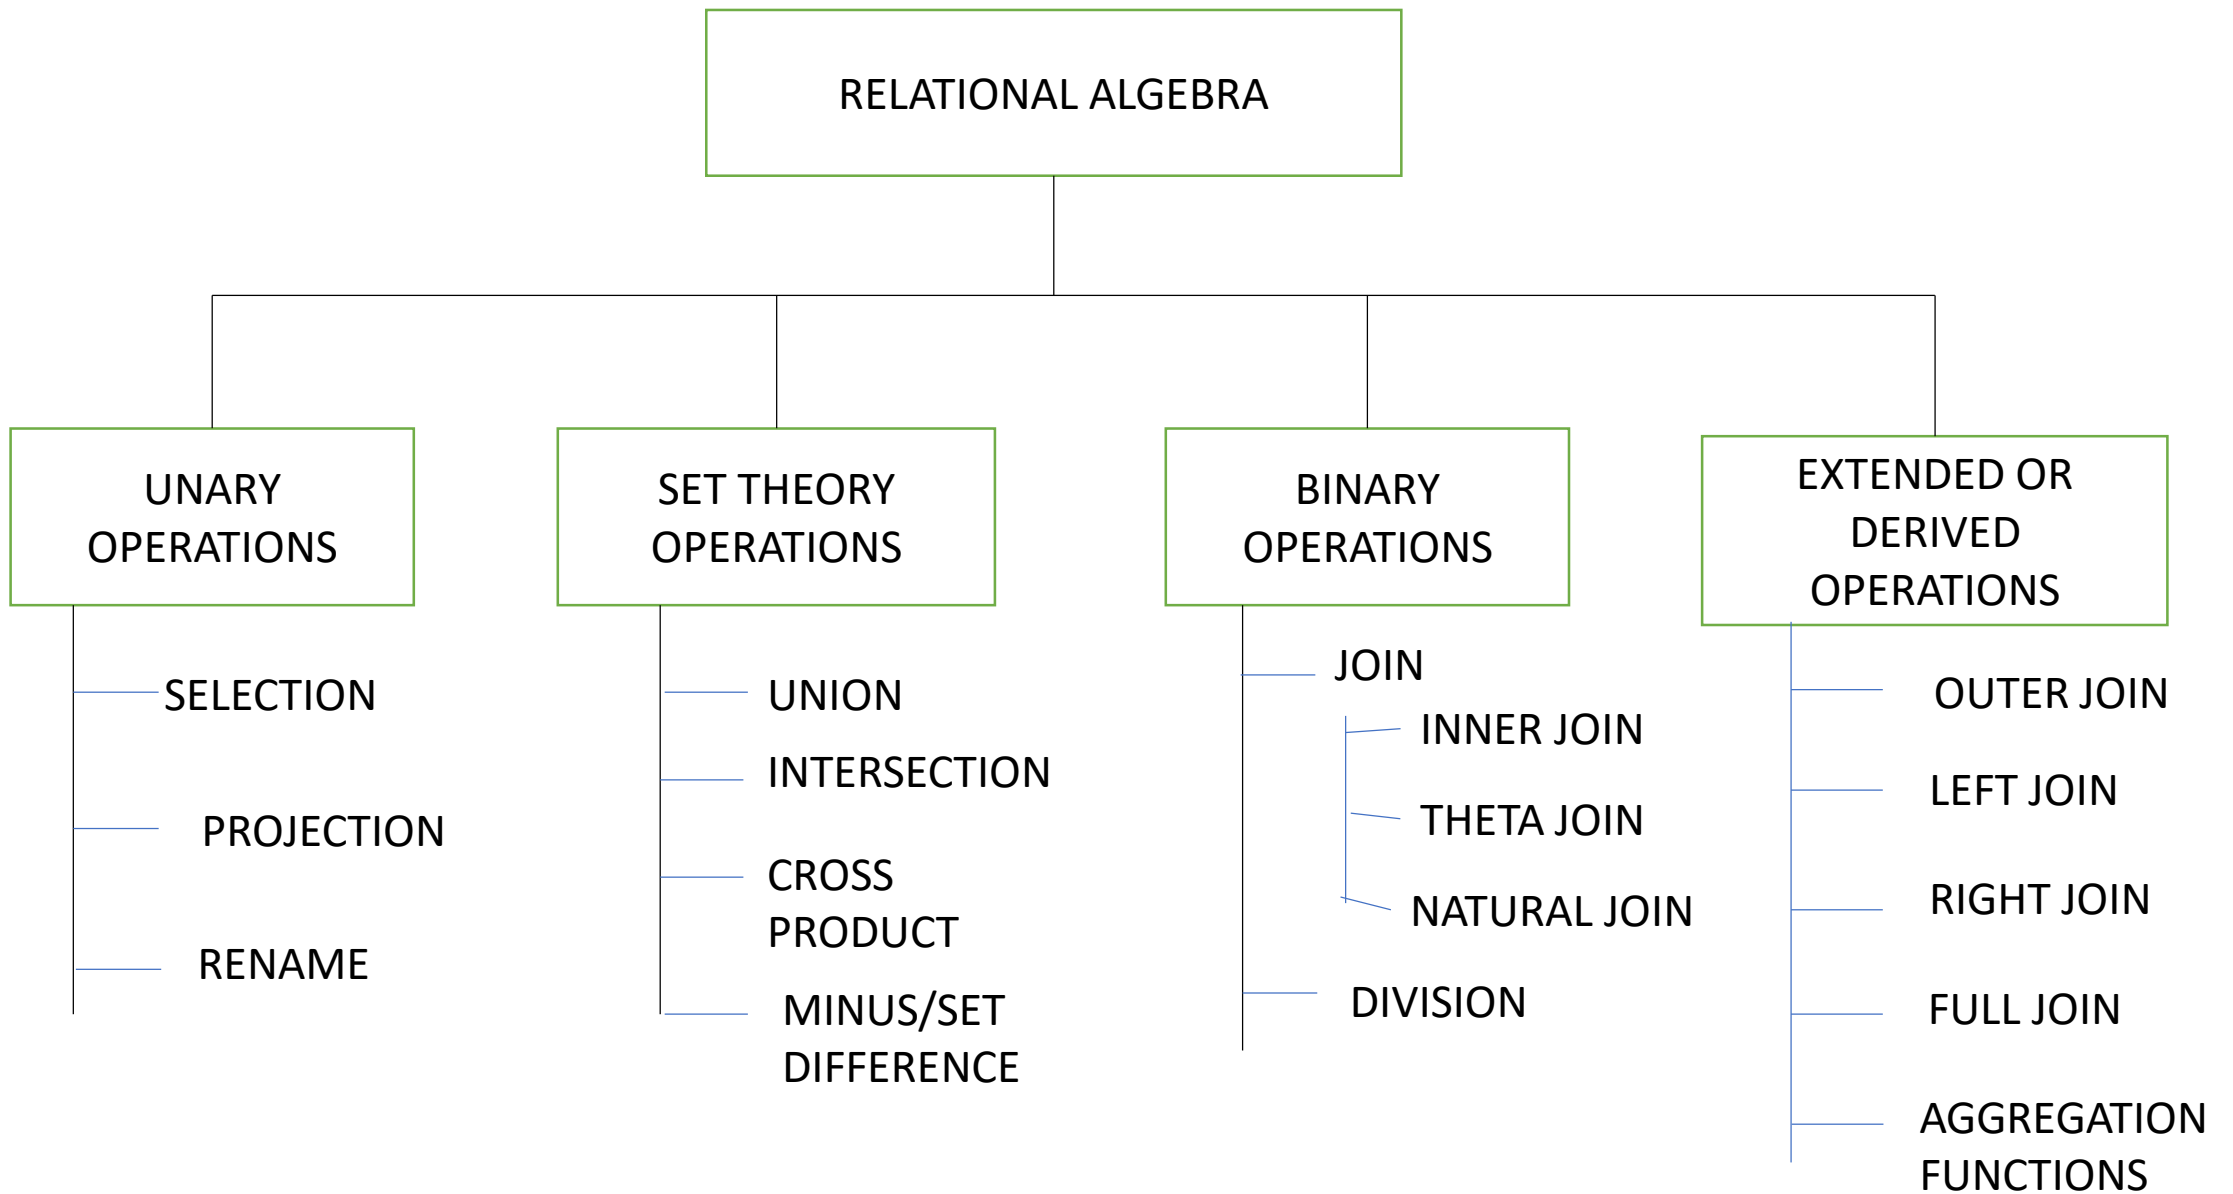 RELATIONAL ALGEBRA
UNARY
OPERATIONS
SELECTION
PROJECTION
RENAME
SET THEORY
OPERATIONS
UNION
INTERSECTION
CROSS
PRODUCT
MINUS/SET
DIFFERENCE
BINARY
OPERATIONS
JOIN
INNER JOIN
THETA JOIN
NATURAL JOIN
DIVISION
EXTENDED OR
DERIVED
OPERATIONS
OUTER JOIN
LEFT JOIN
RIGHT JOIN
FULL JOIN
AGGREGATION
FUNCTIONS